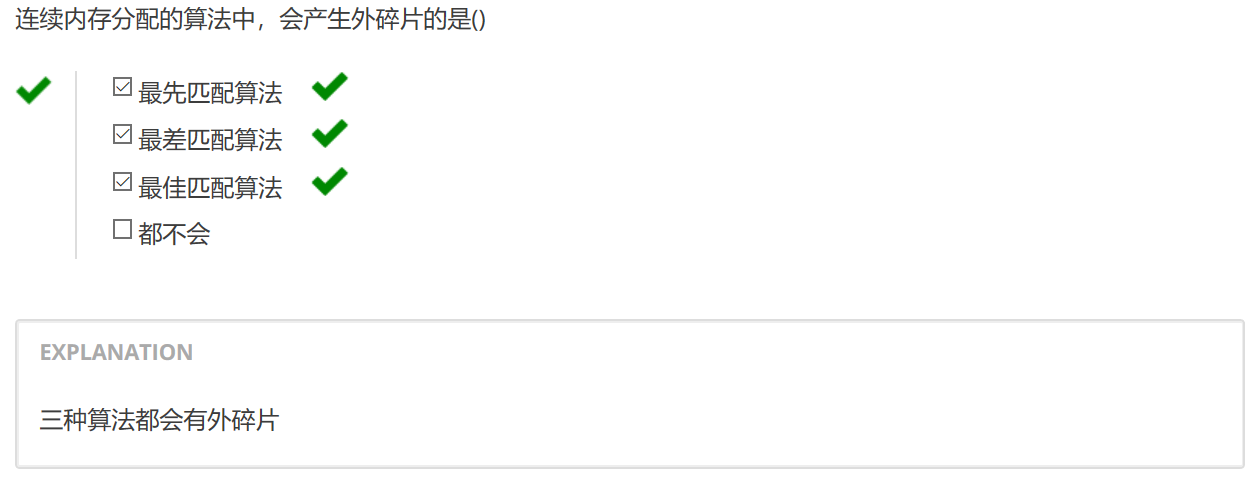 连续内存分配的算法中，会产生外碎片的是()
最先匹配算法
最差匹配算法
最佳匹配算法
都不会
EXPLANATION
三种算法都会有外碎片